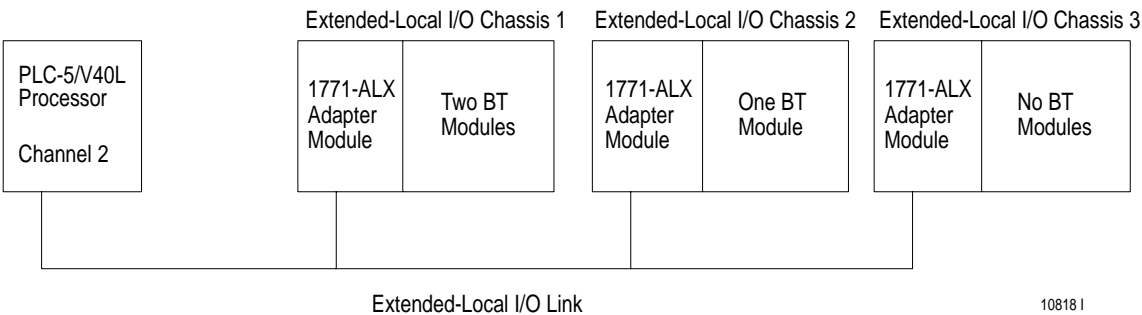 Extended-Local I/O Chassis 1
Extended-Local I/O Chassis 2
Extended-Local I/O Chassis 3
PLC-5/V40L
Processor
Channel 2
1771-ALX
Adapter
Module
Two BT
Modules
1771-ALX
Adapter
Module
One BT
Module
1771-ALX
Adapter
Module
No BT
Modules
Extended-Local I/O Link
10818 I